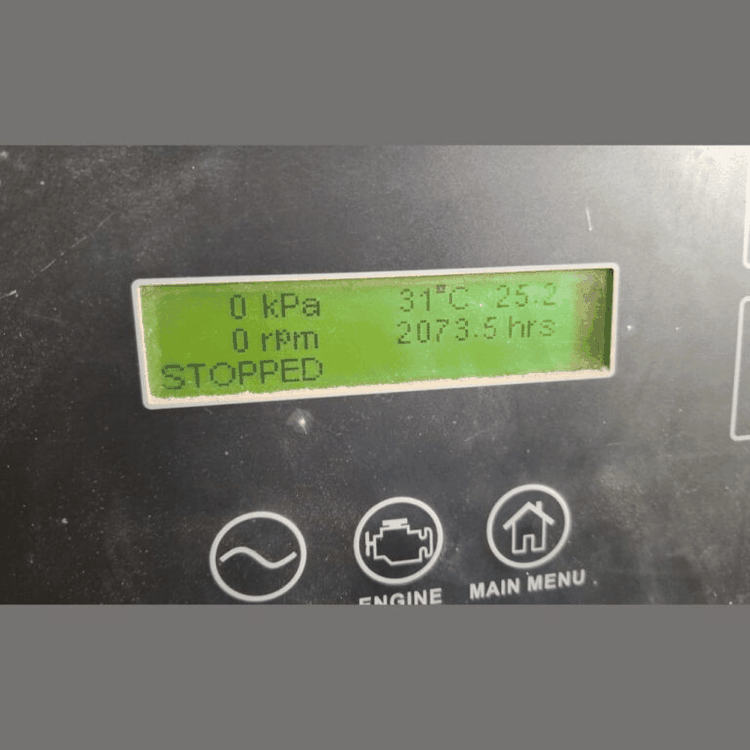 0 kPa 31°C 25.2
0 rpm 2073.5 hrs
STOPPED
ENGINE
MAIN MENU